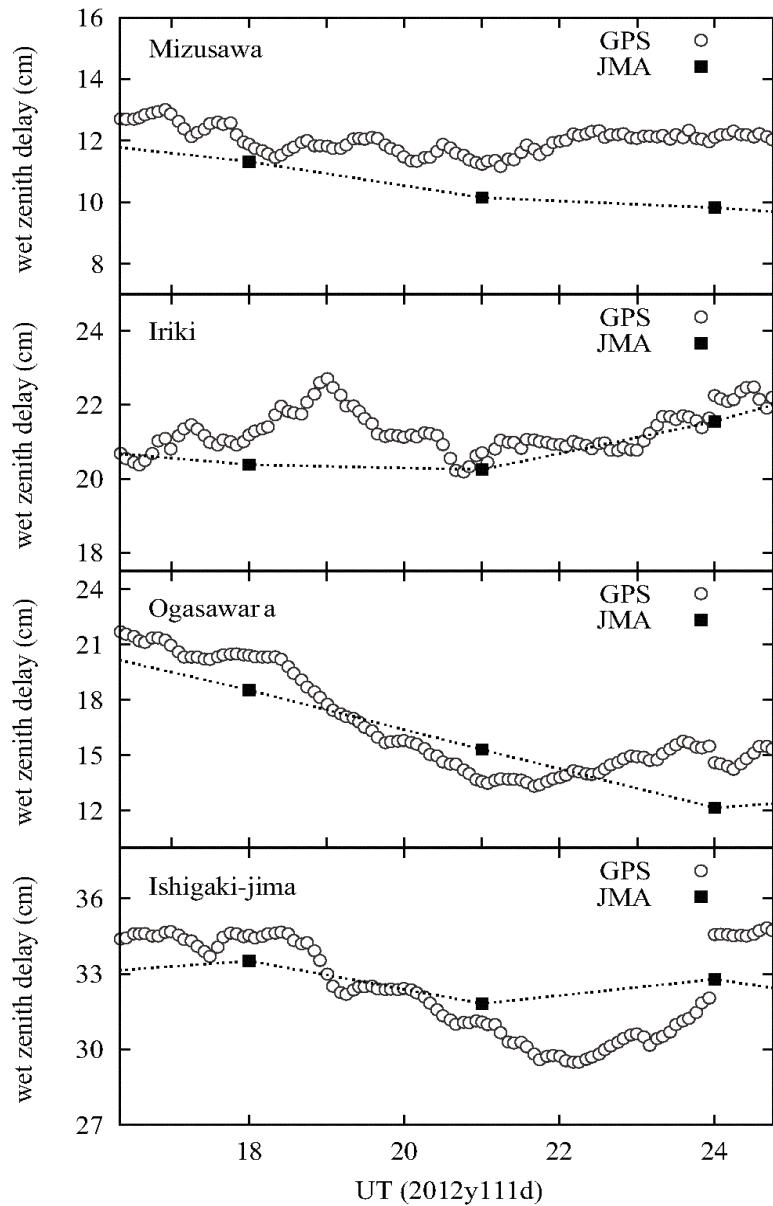 16
14
12
10
8
wet zenith delay (cm)
Mizusawa
GPS
JMA
24
22
20
18
wet zenith delay (cm)
Iriki
GPS
JMA
24
21
18
15
12
wet zenith delay (cm)
Ogasawara
GPS
JMA
36
33
30
27
wet zenith delay (cm)
Ishigaki-jima
GPS
JMA
18 20 22 24
UT (2012y111d)